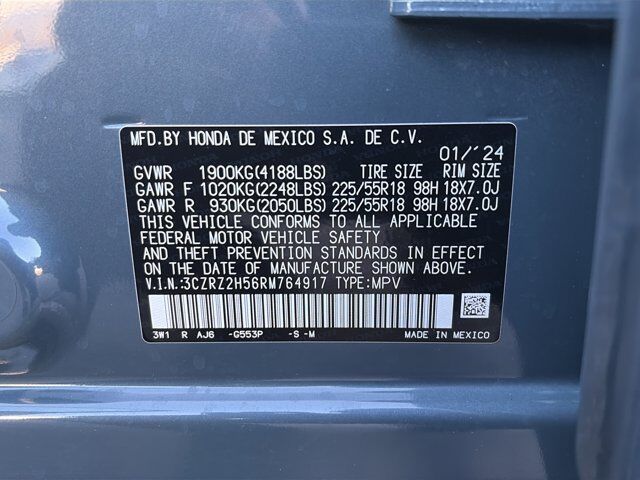 MFD.BY HONDA DE MEXICO S.A. DE C.V.
01/'24
GVWR 1900KG(4188LBS) TIRE SIZE RIM SIZE
GAWR F 1020KG(2248LBS) 225/55R18 98H 18X7.0J
GAWR R 930KG(2050LBS) 225/55R18 98H 18X7.0J
THIS VEHICLE CONFORMS TO ALL APPLICABLE
FEDERAL MOTOR VEHICLE SAFETY
AND THEFT PREVENTION STANDARDS IN EFFECT
ON THE DATE OF MANUFACTURE SHOWN ABOVE.
V.I.N.:3CZRZ2H56RM764917 TYPE:MPV
3W1 R AJ6 -G553P -S -M MADE IN MEXICO